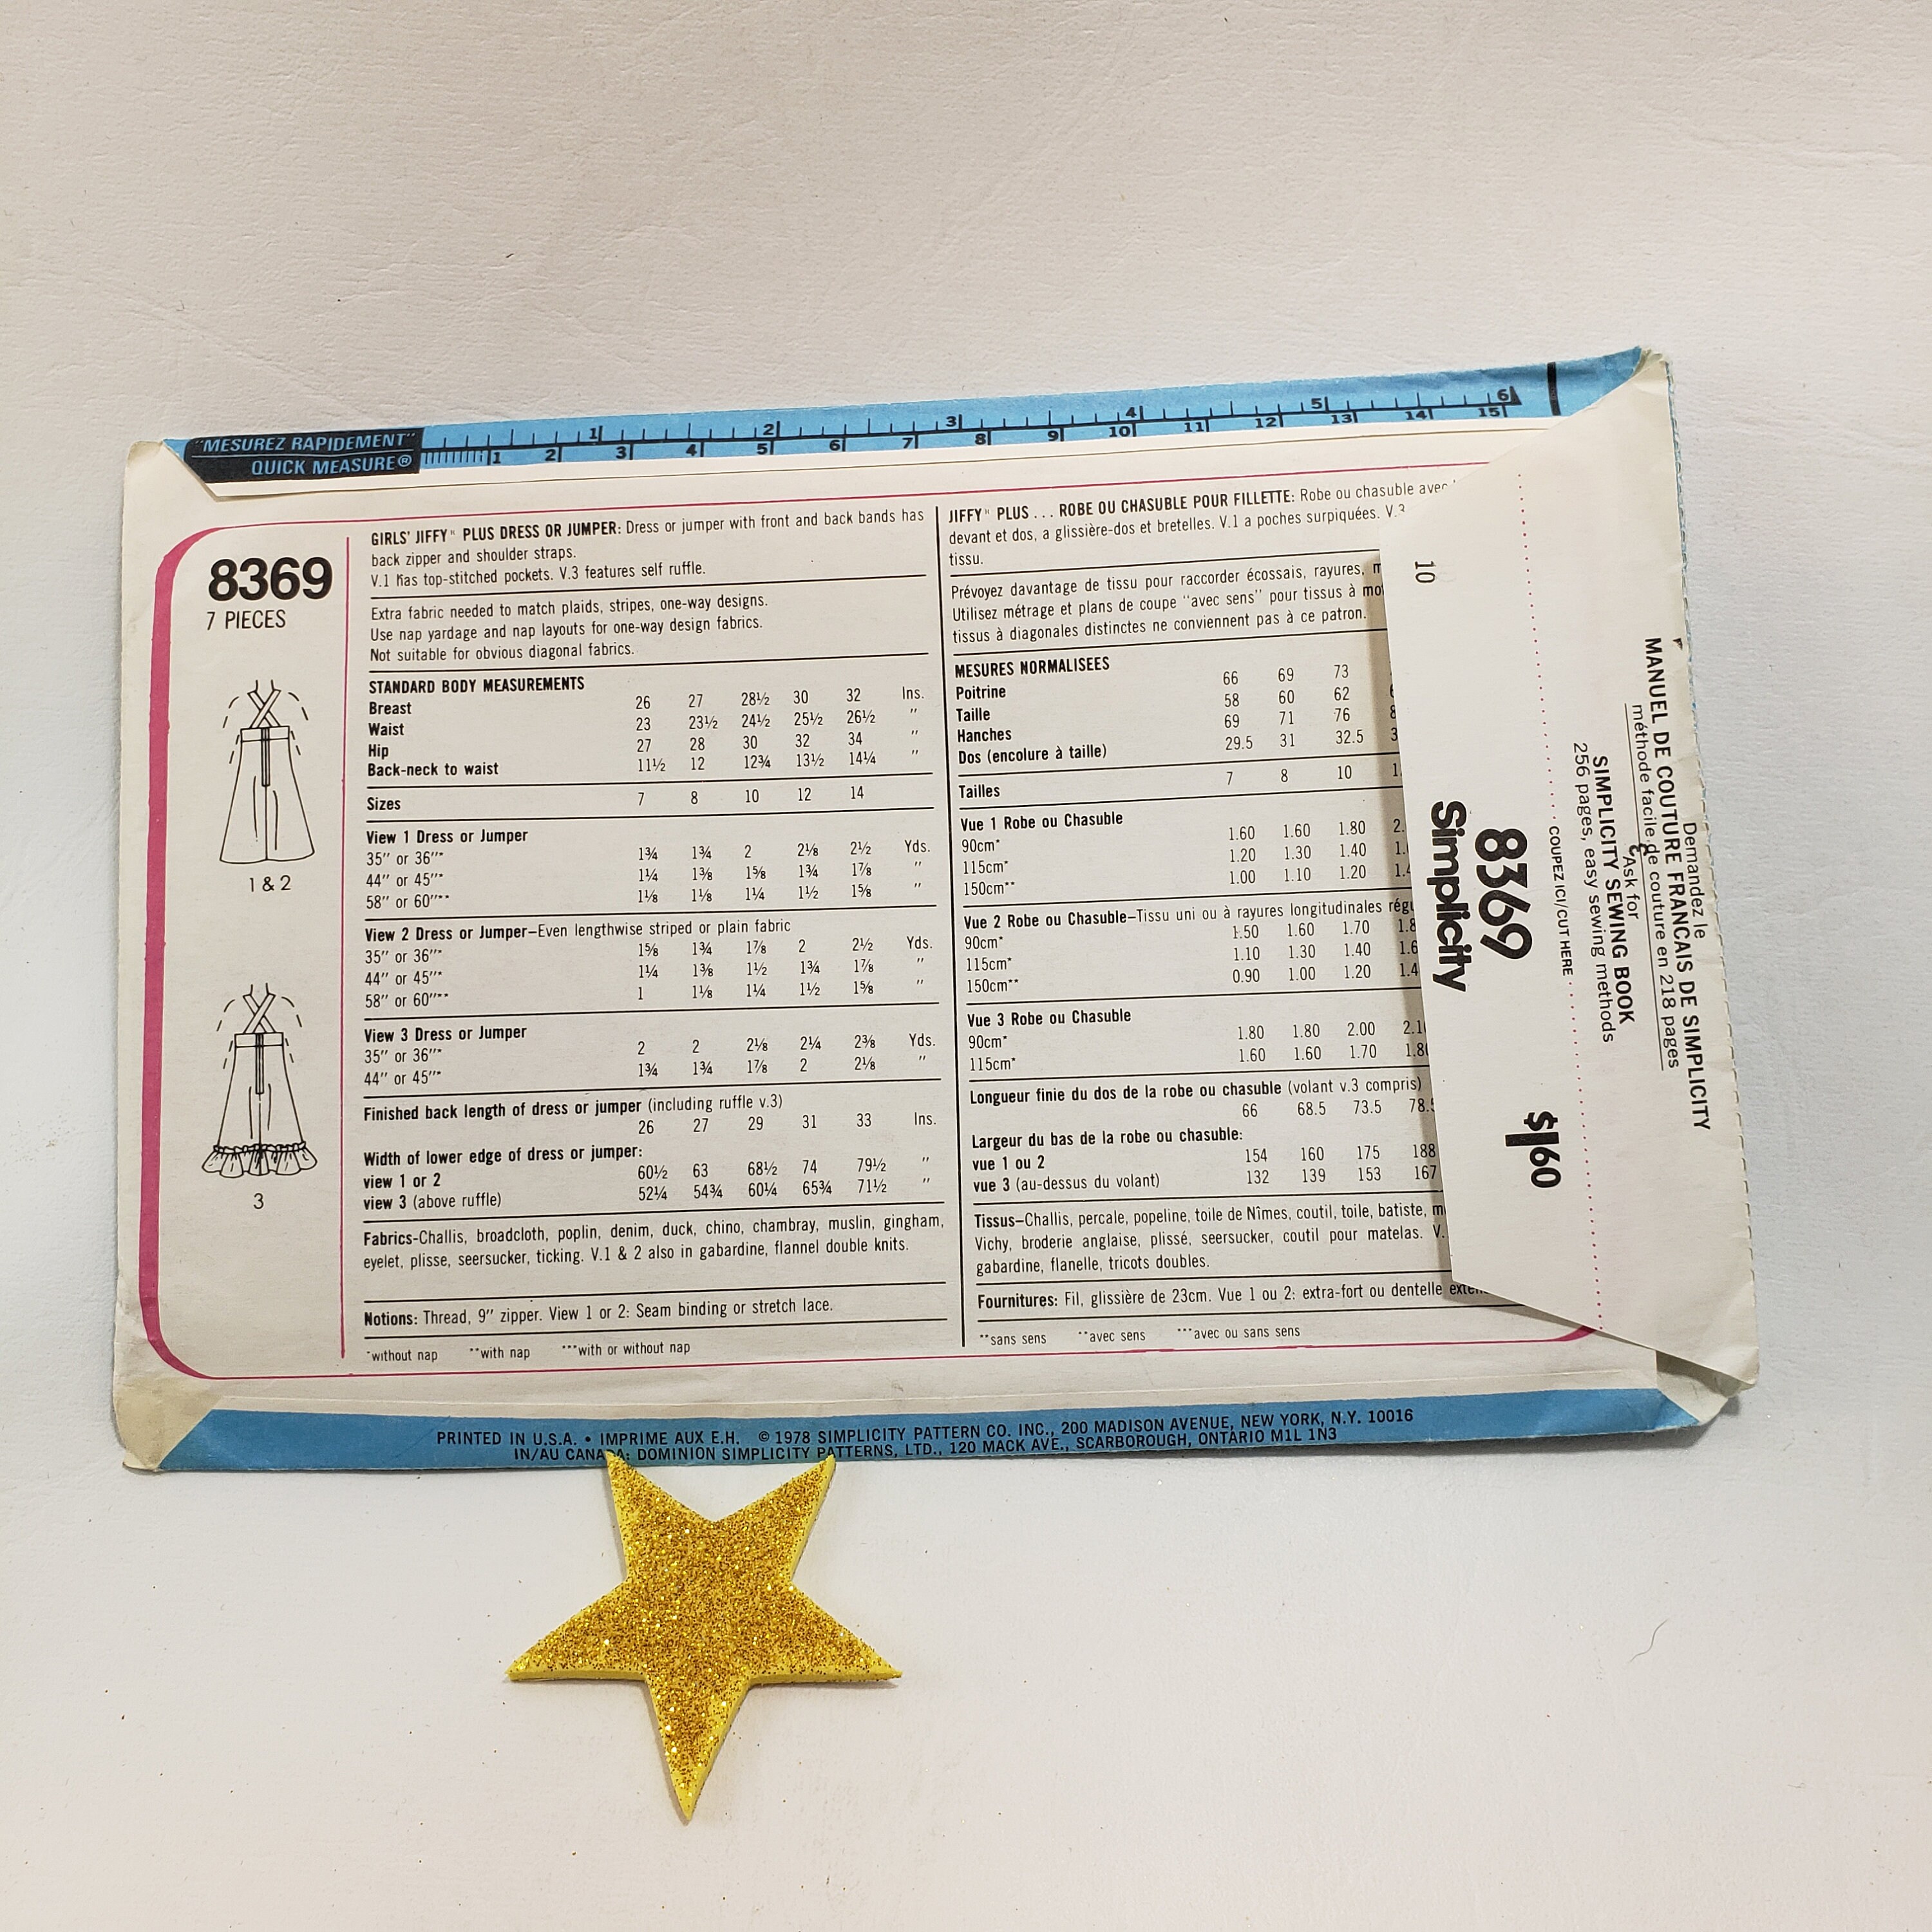 "MESUREZ RAPIDEMENT"
QUICK MEASURE®
1 2 3 4 5 6
1 2 3 4 5 6 7 8 9 10 11 12 13 14 15
8369
7 PIECES
1 & 2
3
GIRLS' JIFFY" PLUS DRESS OR JUMPER: Dress or jumper with front and back bands has
back zipper and shoulder straps.
V.1 has top-stitched pockets. V.3 features self ruffle.
Extra fabric needed to match plaids, stripes, one-way designs.
Use nap yardage and nap layouts for one-way design fabrics.
Not suitable for obvious diagonal fabrics.
STANDARD BODY MEASUREMENTS
Breast 26 27 28½ 30 32 Ins.
Waist 23 23½ 24½ 25½ 26½ "
Hip 27 28 30 32 34 "
Back-neck to waist 11½ 12 12¾ 13½ 14¼ "
Sizes 7 8 10 12 14
View 1 Dress or Jumper
35" or 36"* 1¾ 1¾ 2 2⅛ 2½ Yds.
44" or 45"* 1¼ 1⅜ 1⅝ 1¾ 1⅞ "
58" or 60"** 1⅛ 1⅛ 1¼ 1½ 1⅝ "
View 2 Dress or Jumper–Even lengthwise striped or plain fabric
35" or 36"* 1⅝ 1¾ 1⅞ 2 2½ Yds.
44" or 45"* 1¼ 1⅜ 1½ 1¾ 1⅞ "
58" or 60"** 1 1⅛ 1¼ 1½ 1⅝ "
View 3 Dress or Jumper
35" or 36"* 2 2 2⅛ 2¼ 2⅜ Yds.
44" or 45"* 1¾ 1¾ 1⅞ 2 2⅛ "
Finished back length of dress or jumper (including ruffle v.3)
26 27 29 31 33 Ins.
Width of lower edge of dress or jumper:
view 1 or 2 60½ 63 68½ 74 79½ "
view 3 (above ruffle) 52¼ 54¾ 60¼ 65¾ 71½ "
Fabrics-Challis, broadcloth, poplin, denim, duck, chino, chambray, muslin, gingham,
eyelet, plisse, seersucker, ticking. V.1 & 2 also in gabardine, flannel double knits.
Notions: Thread, 9" zipper. View 1 or 2: Seam binding or stretch lace.
*without nap **with nap ***with or without nap
JIFFY" PLUS . . . ROBE OU CHASUBLE POUR FILLETTE: Robe ou chasuble avec
devant et dos, a glissière-dos et bretelles. V.1 a poches surpiquées. V.3
tissu.
Prévoyez davantage de tissu pour raccorder écossais, rayures,
Utilisez métrage et plans de coupe "avec sens" pour tissus à
tissus à diagonales distinctes ne conviennent pas à ce patron.
MESURES NORMALISEES
Poitrine 66 69 73
Taille 58 60 62
Hanches 69 71 76
Dos (encolure à taille) 29.5 31 32.5
Tailles 7 8 10
Vue 1 Robe ou Chasuble
90cm* 1.60 1.60 1.80
115cm* 1.20 1.30 1.40
150cm** 1.00 1.10 1.20
Vue 2 Robe ou Chasuble–Tissu uni ou à rayures longitudinales
90cm* 1.50 1.60 1.70
115cm* 1.10 1.30 1.40
150cm** 0.90 1.00 1.20
Vue 3 Robe ou Chasuble
90cm* 1.80 1.80 2.00
115cm* 1.60 1.60 1.70
Longueur finie du dos de la robe ou chasuble (volant v.3 compris)
66 68.5 73.5 78.5
Largeur du bas de la robe ou chasuble:
vue 1 ou 2 154 160 175 188
vue 3 (au-dessus du volant) 132 139 153 167
Tissus–Challis, percale, popeline, toile de Nîmes, coutil, toile, batiste,
Vichy, broderie anglaise, plissé, seersucker, coutil pour matelas. V.
gabardine, flanelle, tricots doubles.
Fournitures: Fil, glissière de 23cm. Vue 1 ou 2: extra-fort ou dentelle
**sans sens **avec sens ***avec ou sans sens
10
Simplicity
8369
$1.60
COUPEZ ICI/CUT HERE
Demandez le
MANUEL DE COUTURE FRANCAIS DE SIMPLICITY
méthode facile de couture en 218 pages
Ask for
SIMPLICITY SEWING BOOK
256 pages, easy sewing methods
PRINTED IN U.S.A. • IMPRIME AUX E.H. © 1978 SIMPLICITY PATTERN CO. INC., 200 MADISON AVENUE, NEW YORK, N.Y. 10016
IN/AU CANADA: DOMINION SIMPLICITY PATTERNS, LTD., 120 MACK AVE., SCARBOROUGH, ONTARIO M1L 1N3